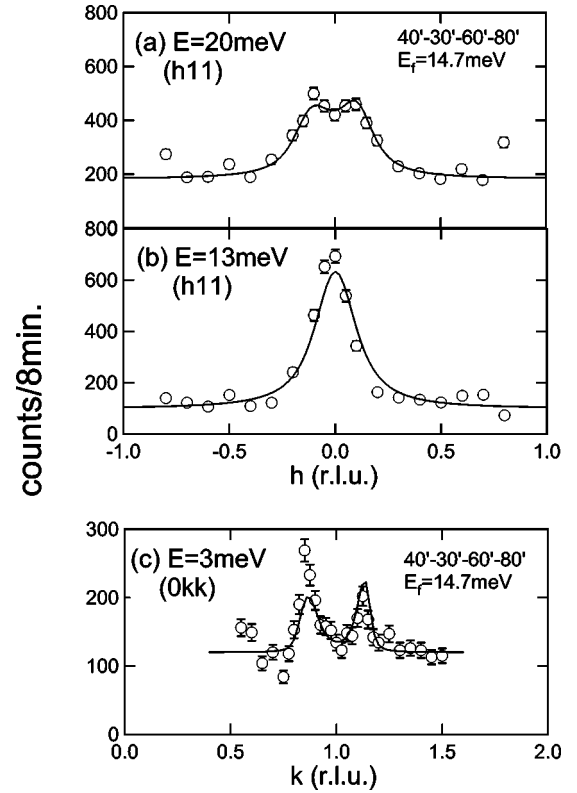 800
(a) E=20meV
(h11)
40'-30'-60'-80'
E_f=14.7meV
600
400
200
800
(b) E=13meV
(h11)
600
400
200
0
-1.0 -0.5 0.0 0.5 1.0
h (r.l.u.)
counts/8min.
300
(c) E=3meV
(0kk)
40'-30'-60'-80'
E_f=14.7meV
200
100
0
0.0 0.5 1.0 1.5 2.0
k (r.l.u.)